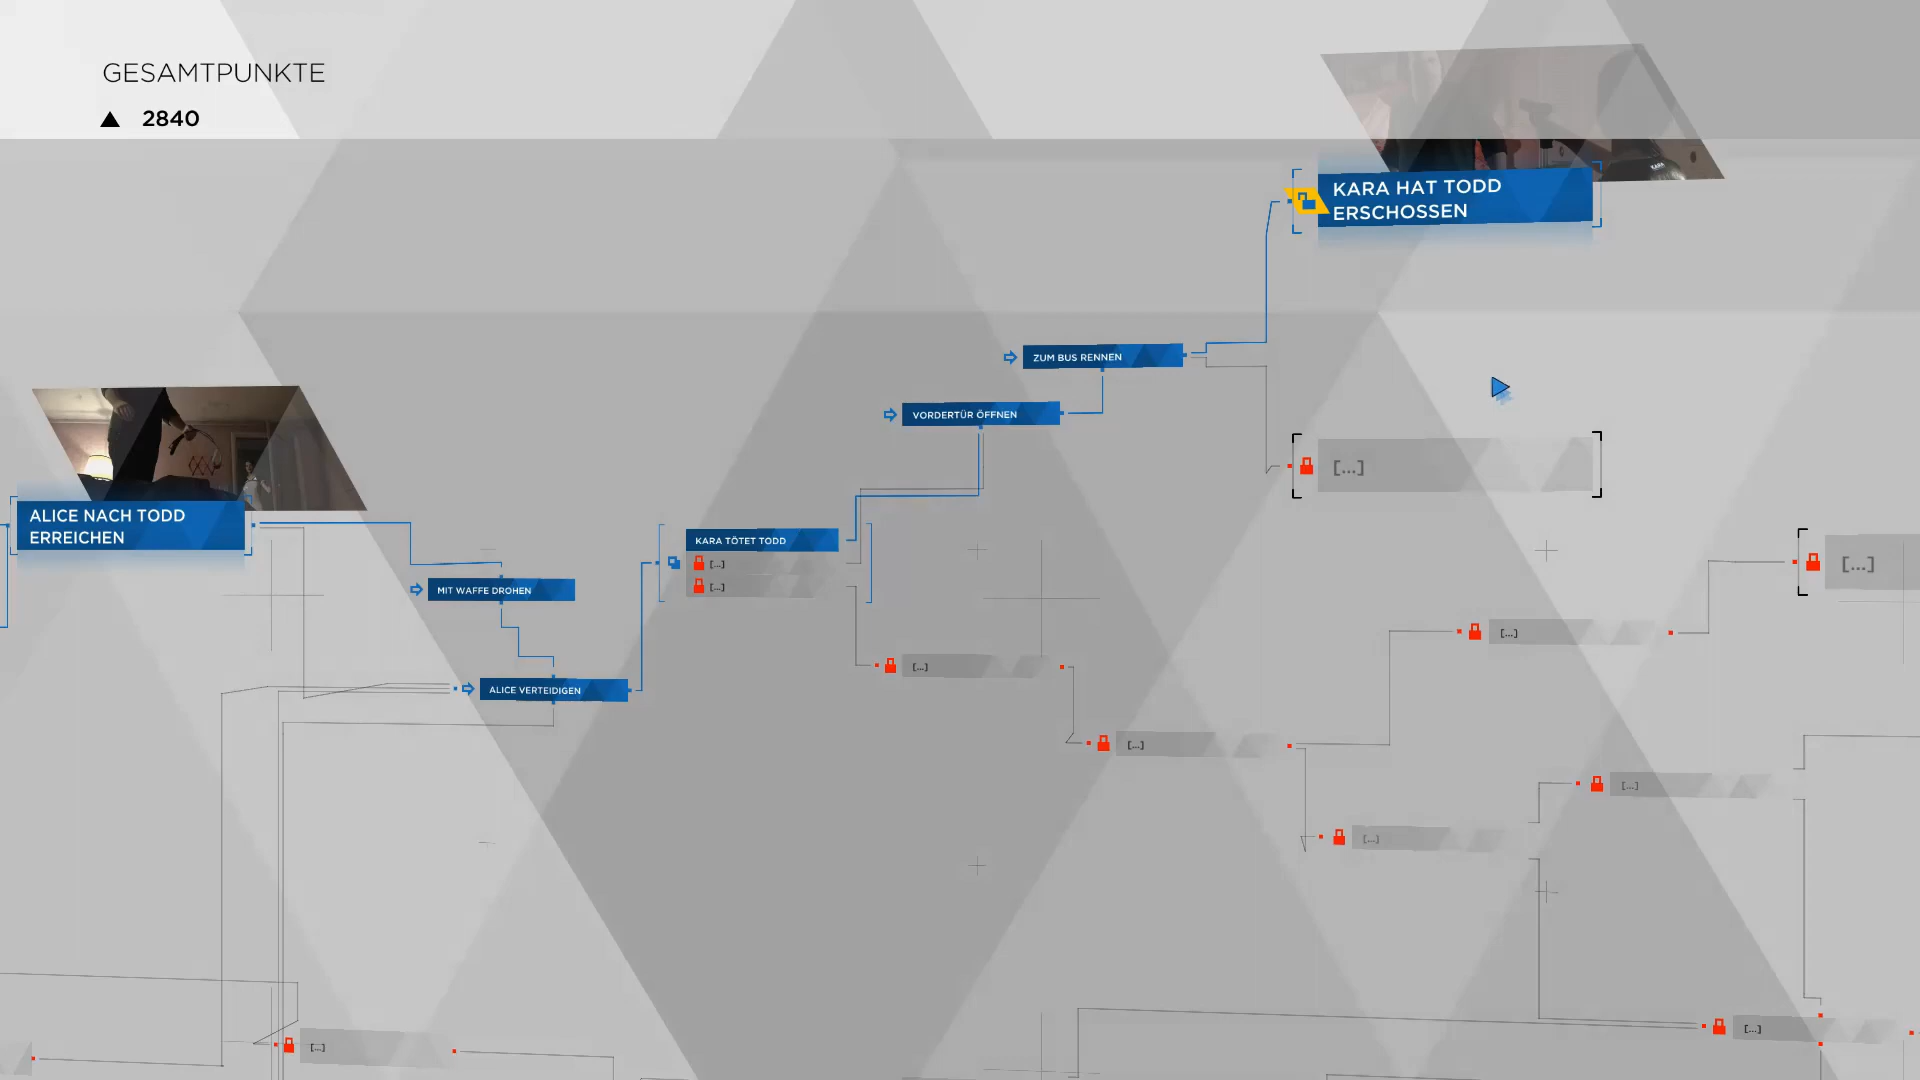 GESAMTPUNKTE
2840
KARA HAT TODD
ERSCHOSSEN
ZUM BUS RENNEN
VORDERTÜR ÖFFNEN
[...]
ALICE NACH TODD
ERREICHEN
KARA TÖTET TODD
[...]
[...]
[...]
MIT WAFFE DROHEN
[...]
[...]
ALICE VERTEIDIGEN
[...]
[...]
[...]
[...]
[...]